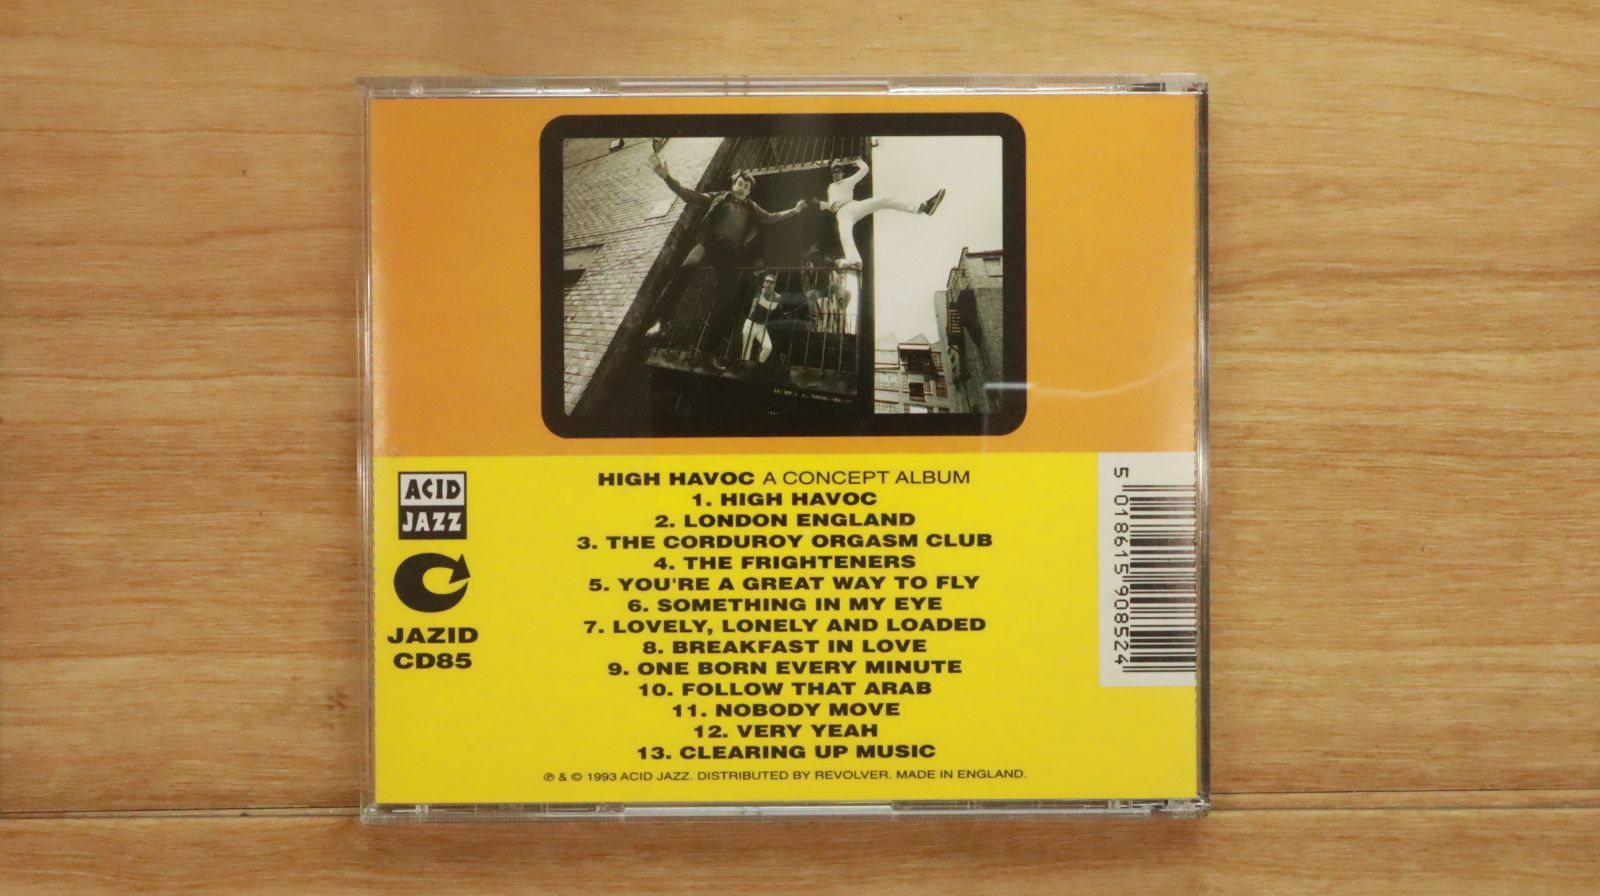 HIGH HAVOC A CONCEPT ALBUM
1. HIGH HAVOC
2. LONDON ENGLAND
3. THE CORDUROY ORGASM CLUB
4. THE FRIGHTENERS
5. YOU'RE A GREAT WAY TO FLY
6. SOMETHING IN MY EYE
7. LOVELY, LONELY AND LOADED
8. BREAKFAST IN LOVE
9. ONE BORN EVERY MINUTE
10. FOLLOW THAT ARAB
11. NOBODY MOVE
12. VERY YEAH
13. CLEARING UP MUSIC
℗ & © 1993 ACID JAZZ. DISTRIBUTED BY REVOLVER. MADE IN ENGLAND.
ACID
JAZZ
JAZID
CD85
5 018615 908524